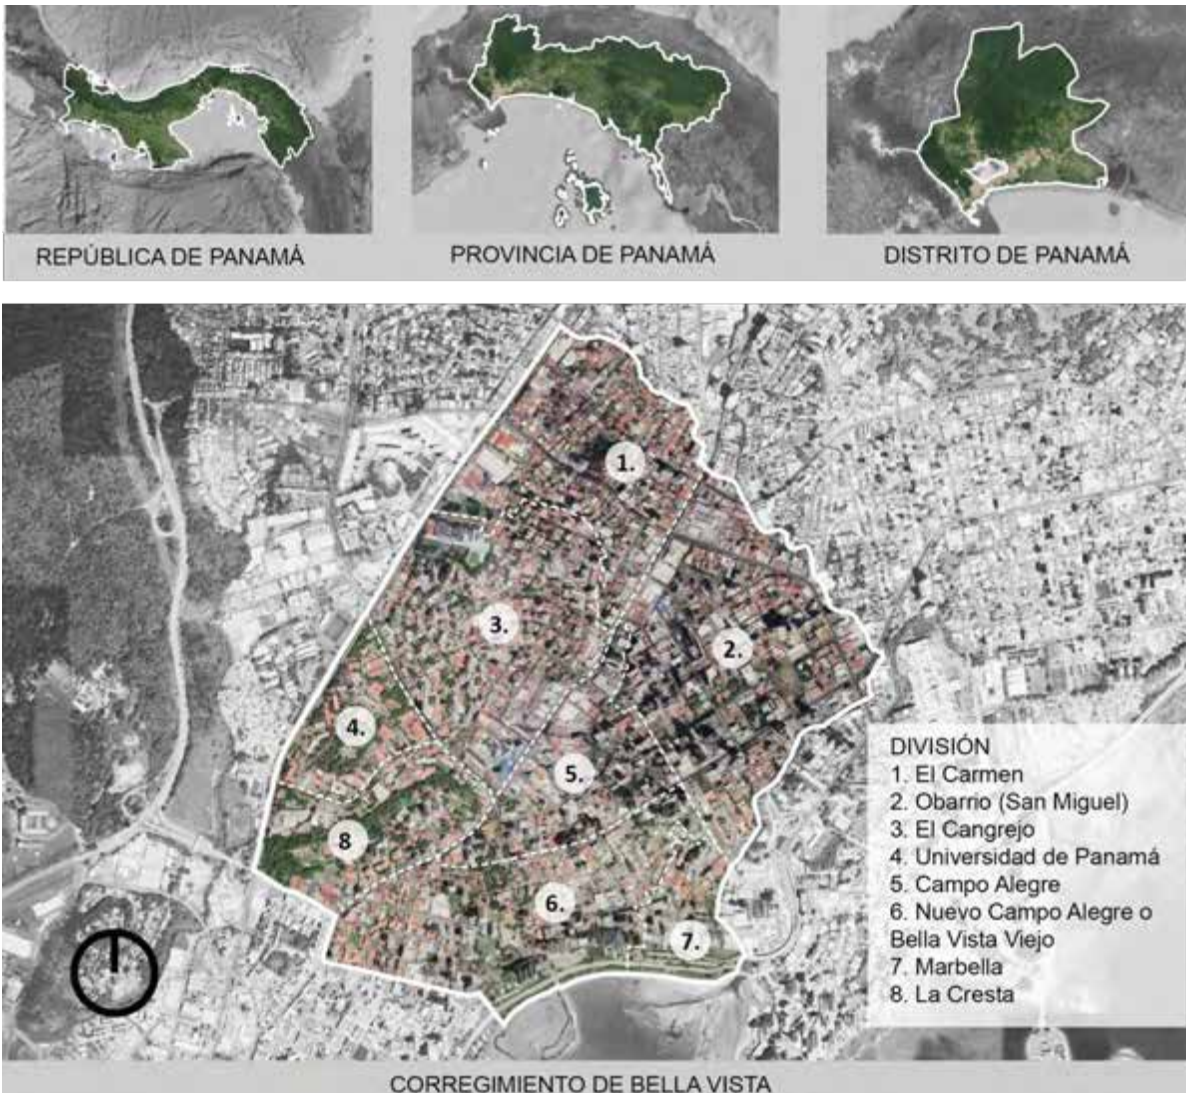 REPÚBLICA DE PANAMÁ
PROVINCIA DE PANAMÁ
DISTRITO DE PANAMÁ
1.
2.
3.
4.
5.
8
6.
7.
DIVISIÓN
1. El Carmen
2. Obarrio (San Miguel)
3. El Cangrejo
4. Universidad de Panamá
5. Campo Alegre
6. Nuevo Campo Alegre o
Bella Vista Viejo
7. Marbella
8. La Cresta
CORREGIMIENTO DE BELLA VISTA